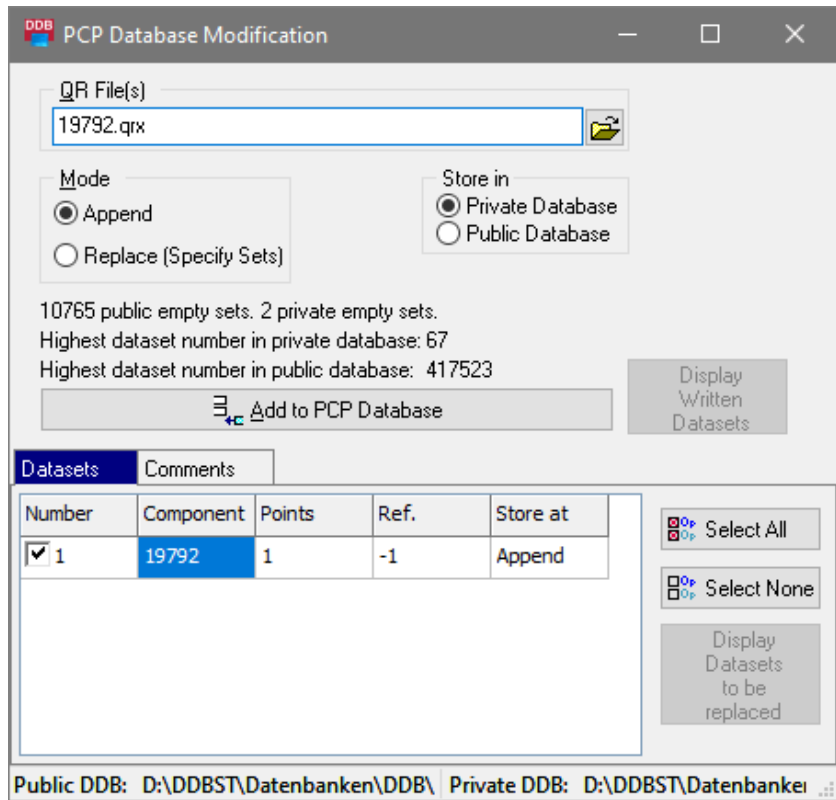 DDB PCP Database Modification
QR File(s)
19792.qrx
Mode
Append
Replace (Specify Sets)
Store in
Private Database
Public Database
10765 public empty sets. 2 private empty sets.
Highest dataset number in private database: 67
Highest dataset number in public database: 417523
Add to PCP Database
Display
Written
Datasets
Datasets Comments
Number Component Points Ref. Store at
1 19792 1 -1 Append
Select All
Select None
Display
Datasets
to be
replaced
Public DDB: D:\DDBST\Datenbanken\DDB\ Private DDB: D:\DDBST\Datenbanker